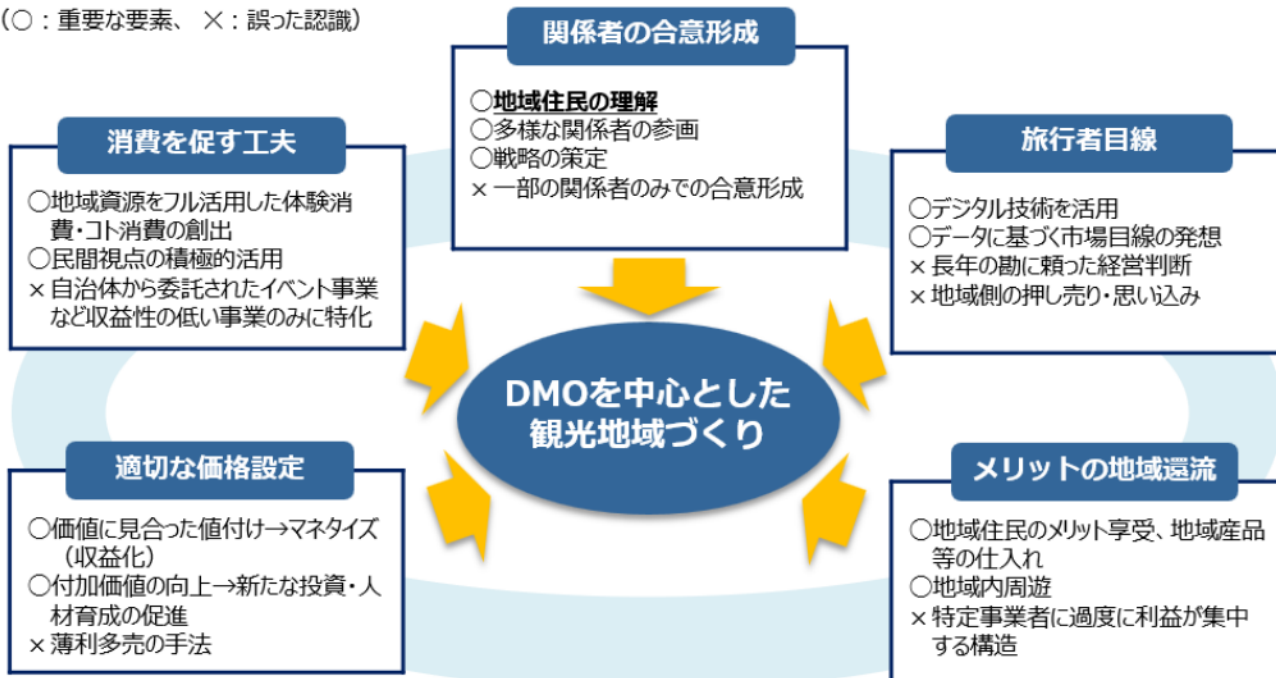 (○：重要な要素、 ×：誤った認識)
関係者の合意形成
○地域住民の理解
○多様な関係者の参画
○戦略の策定
×一部の関係者のみでの合意形成
消費を促す工夫
○地域資源をフル活用した体験消
費・コト消費の創出
○民間視点の積極的活用
×自治体から委託されたイベント事業
など収益性の低い事業のみに特化
旅行者目線
○デジタル技術を活用
○データに基づく市場目線の発想
×長年の勘に頼った経営判断
×地域側の押し売り・思い込み
DMOを中心とした
観光地域づくり
適切な価格設定
○価値に見合った値付け→マネタイズ
（収益化）
○付加価値の向上→新たな投資・人
材育成の促進
×薄利多売の手法
メリットの地域還流
○地域住民のメリット享受、地域産品
等の仕入れ
○地域内周遊
×特定事業者に過度に利益が集中
する構造